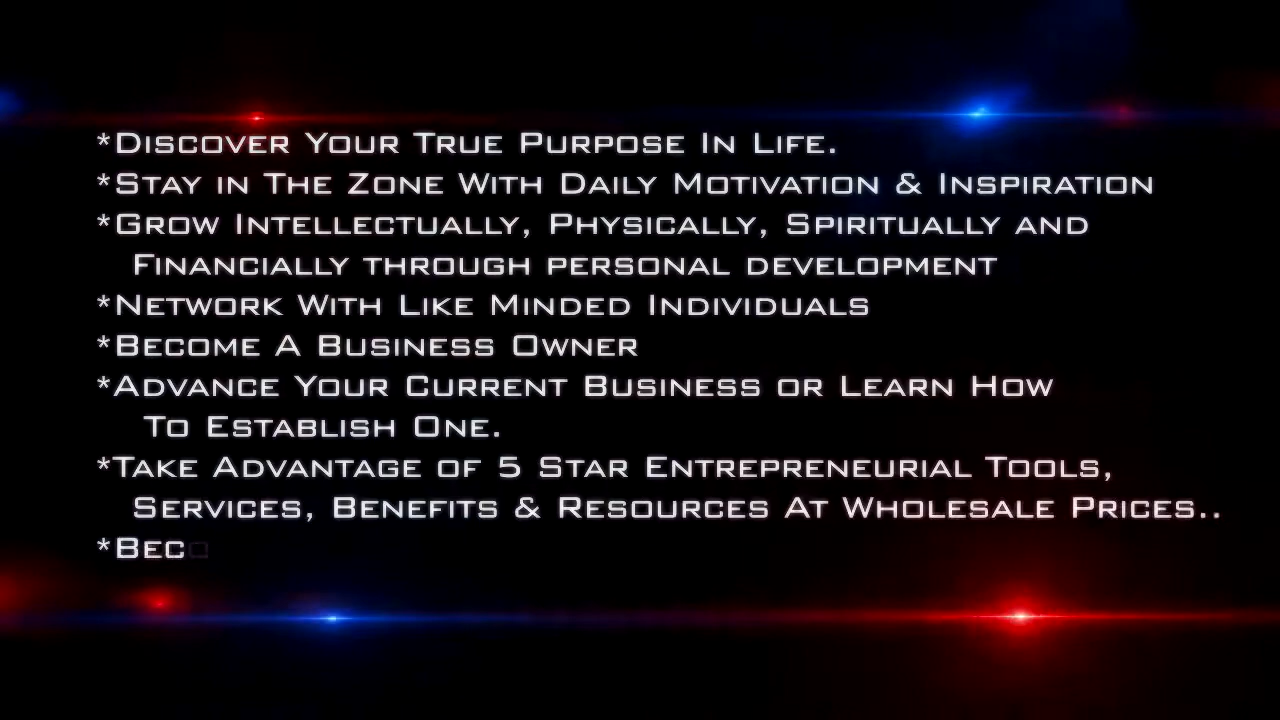 *Discover Your True Purpose In Life.
*Stay in The Zone With Daily Motivation & Inspiration
*Grow Intellectually, Physically, Spiritually and
Financially through personal development
*Network With Like Minded Individuals
*Become A Business Owner
*Advance Your Current Business or Learn How
To Establish One.
*Take Advantage of 5 Star Entrepreneurial Tools,
Services, Benefits & Resources At Wholesale Prices..
*Beco